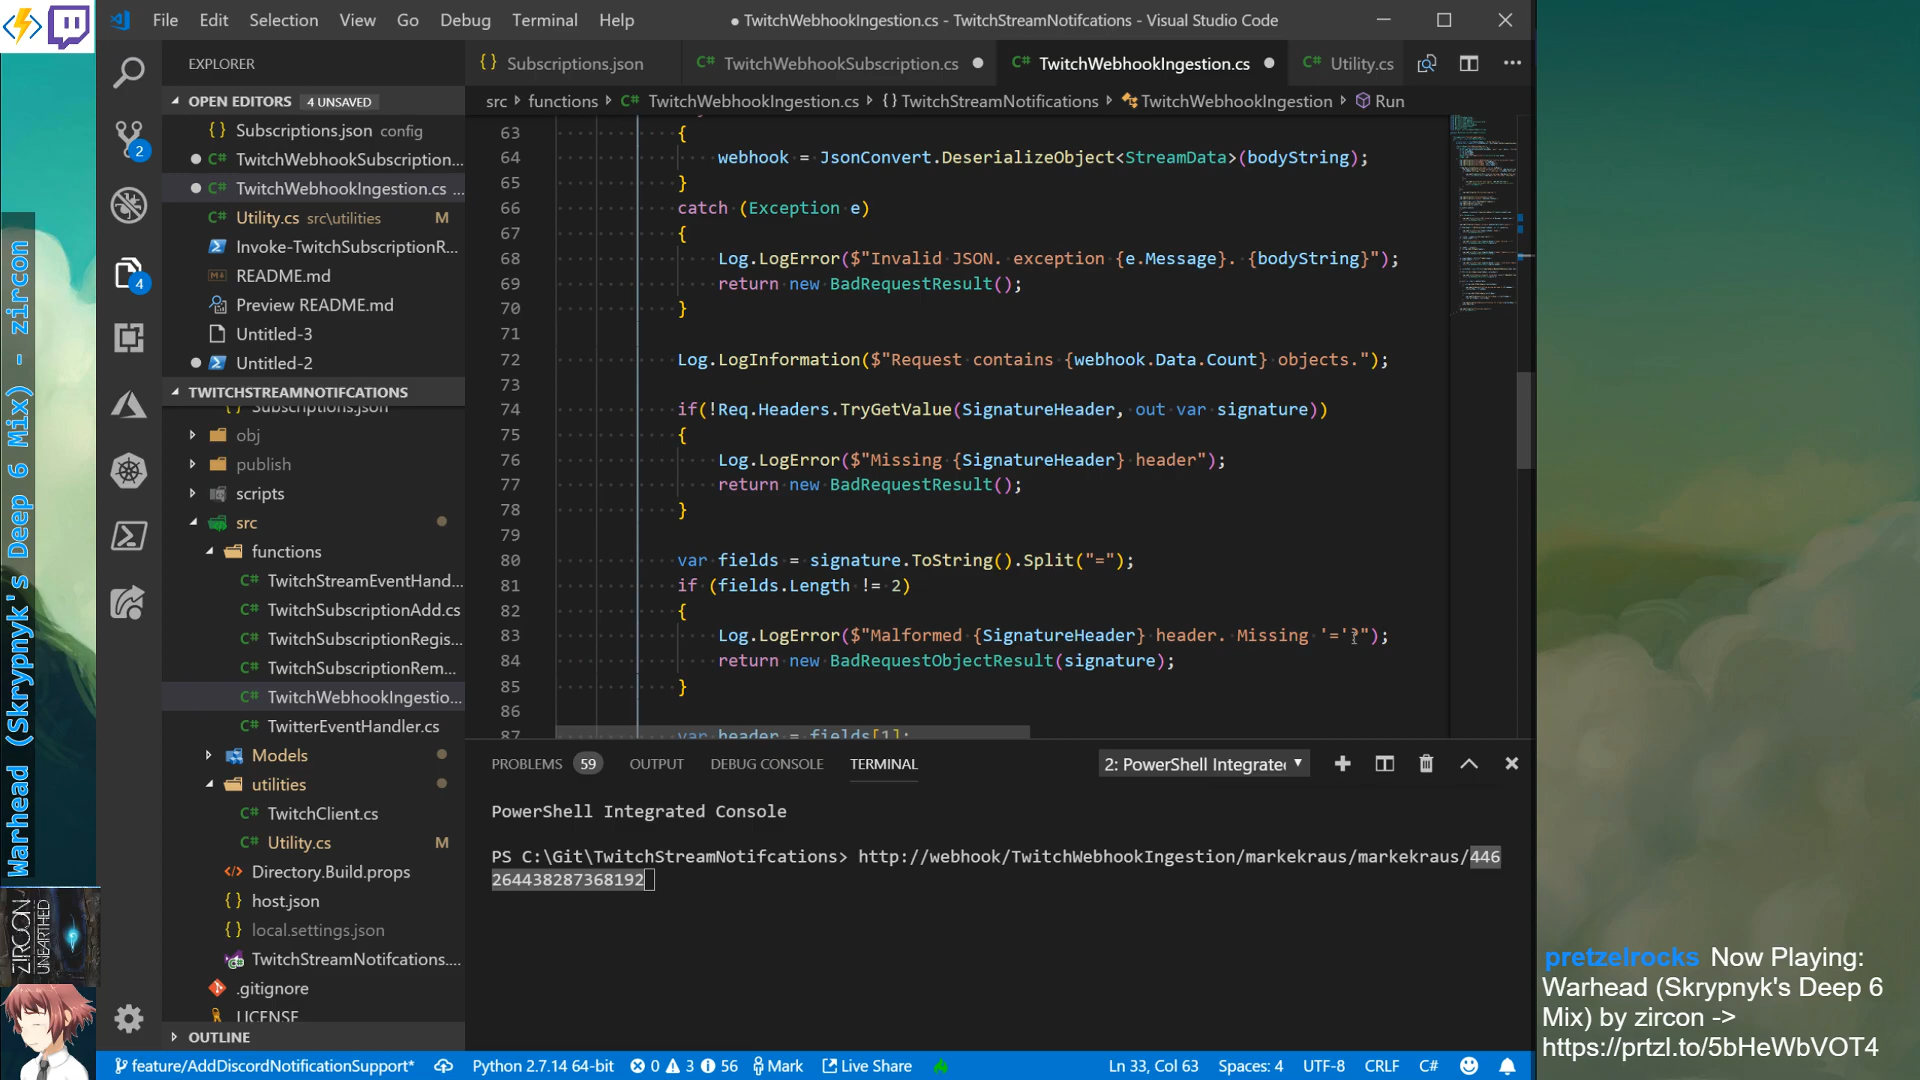 File Edit Selection View Go Debug Terminal Help
● TwitchWebhookIngestion.cs - TwitchStreamNotifcations - Visual Studio Code
EXPLORER
OPEN EDITORS 4 UNSAVED
{} Subscriptions.json config
C# TwitchWebhookSubscription...
C# TwitchWebhookIngestion.cs ...
C# Utility.cs src\utilities M
Invoke-TwitchSubscriptionR...
README.md
Preview README.md
Untitled-3
Untitled-2
TWITCHSTREAMNOTIFCATIONS
Subscriptions.json
obj
publish
scripts
src
functions
C# TwitchStreamEventHand...
C# TwitchSubscriptionAdd.cs
C# TwitchSubscriptionRegis...
C# TwitchSubscriptionRem...
C# TwitchWebhookIngestio...
C# TwitterEventHandler.cs
Models
utilities
C# TwitchClient.cs
C# Utility.cs M
</> Directory.Build.props
{} host.json
{} local.settings.json
TwitchStreamNotifcations....
.gitignore
LICENSE
OUTLINE
2
4
{} Subscriptions.json
C# TwitchWebhookSubscription.cs ●
C# TwitchWebhookIngestion.cs ●
C# Utility.cs
src › functions › C# TwitchWebhookIngestion.cs › {} TwitchStreamNotifications › TwitchWebhookIngestion › Run
63 {
64 webhook = JsonConvert.DeserializeObject<StreamData>(bodyString);
65 }
66 catch (Exception e)
67 {
68 Log.LogError($"Invalid JSON. exception {e.Message}. {bodyString}");
69 return new BadRequestResult();
70 }
71
72 Log.LogInformation($"Request contains {webhook.Data.Count} objects.");
73
74 if(!Req.Headers.TryGetValue(SignatureHeader, out var signature))
75 {
76 Log.LogError($"Missing {SignatureHeader} header");
77 return new BadRequestResult();
78 }
79
80 var fields = signature.ToString().Split("=");
81 if (fields.Length != 2)
82 {
83 Log.LogError($"Malformed {SignatureHeader} header. Missing '='?");
84 return new BadRequestObjectResult(signature);
85 }
86
87 var header = fields[1];
PROBLEMS 59 OUTPUT DEBUG CONSOLE TERMINAL
2: PowerShell Integrate
PowerShell Integrated Console
PS C:\Git\TwitchStreamNotifcations> http://webhook/TwitchWebhookIngestion/markekraus/markekraus/446
264438287368192
feature/AddDiscordNotificationSupport* Python 2.7.14 64-bit 0 3 56 Mark Live Share
Ln 33, Col 63 Spaces: 4 UTF-8 CRLF C#
Warhead (Skrypnyk's Deep 6 Mix) - zircon
ZIRCON
UNEARTHED
pretzelrocks Now Playing:
Warhead (Skrypnyk's Deep 6
Mix) by zircon ->
https://prtzl.to/5bHeWbVOT4